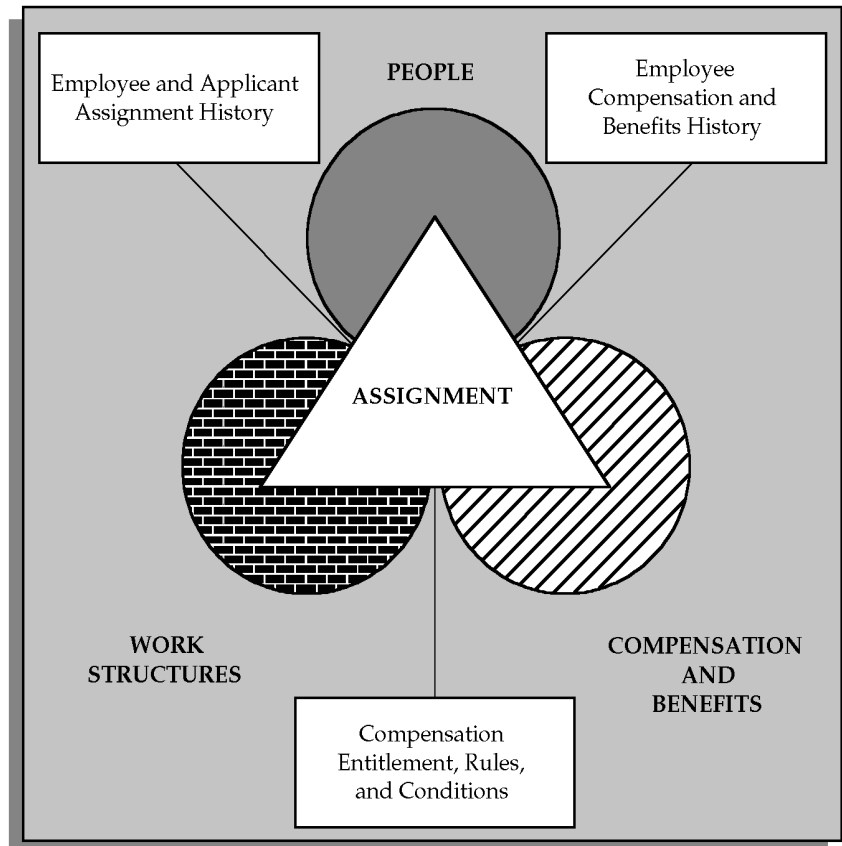 Employee and Applicant
Assignment History
PEOPLE
Employee
Compensation and
Benefits History
ASSIGNMENT
WORK
STRUCTURES
COMPENSATION
AND
BENEFITS
Compensation
Entitlement, Rules,
and Conditions